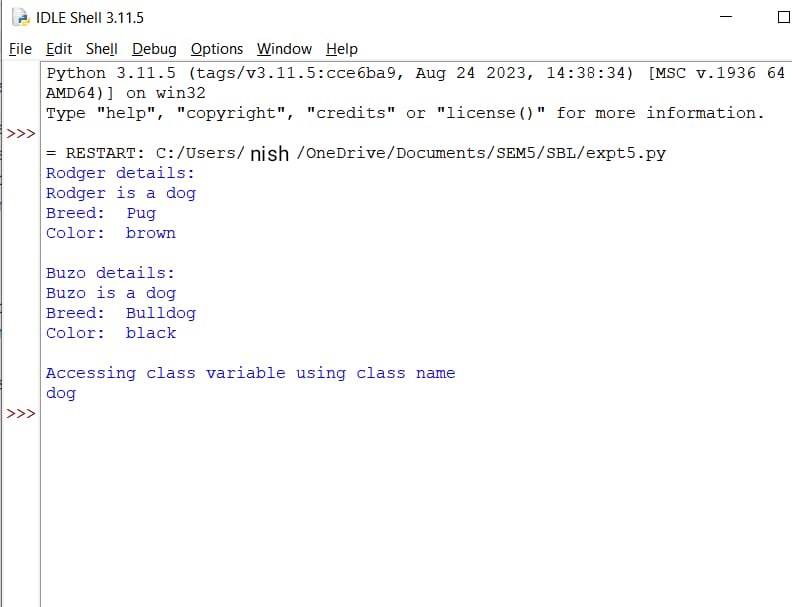 IDLE Shell 3.11.5
File Edit Shell Debug Options Window Help
Python 3.11.5 (tags/v3.11.5:cce6ba9, Aug 24 2023, 14:38:34) [MSC v.1936 64
AMD64)] on win32
Type "help", "copyright", "credits" or "license()" for more information.
>>>
= RESTART: C:/Users/ nish /OneDrive/Documents/SEM5/SBL/expt5.py
Rodger details:
Rodger is a dog
Breed:  Pug
Color:  brown
Buzo details:
Buzo is a dog
Breed:  Bulldog
Color:  black
Accessing class variable using class name
dog
>>>